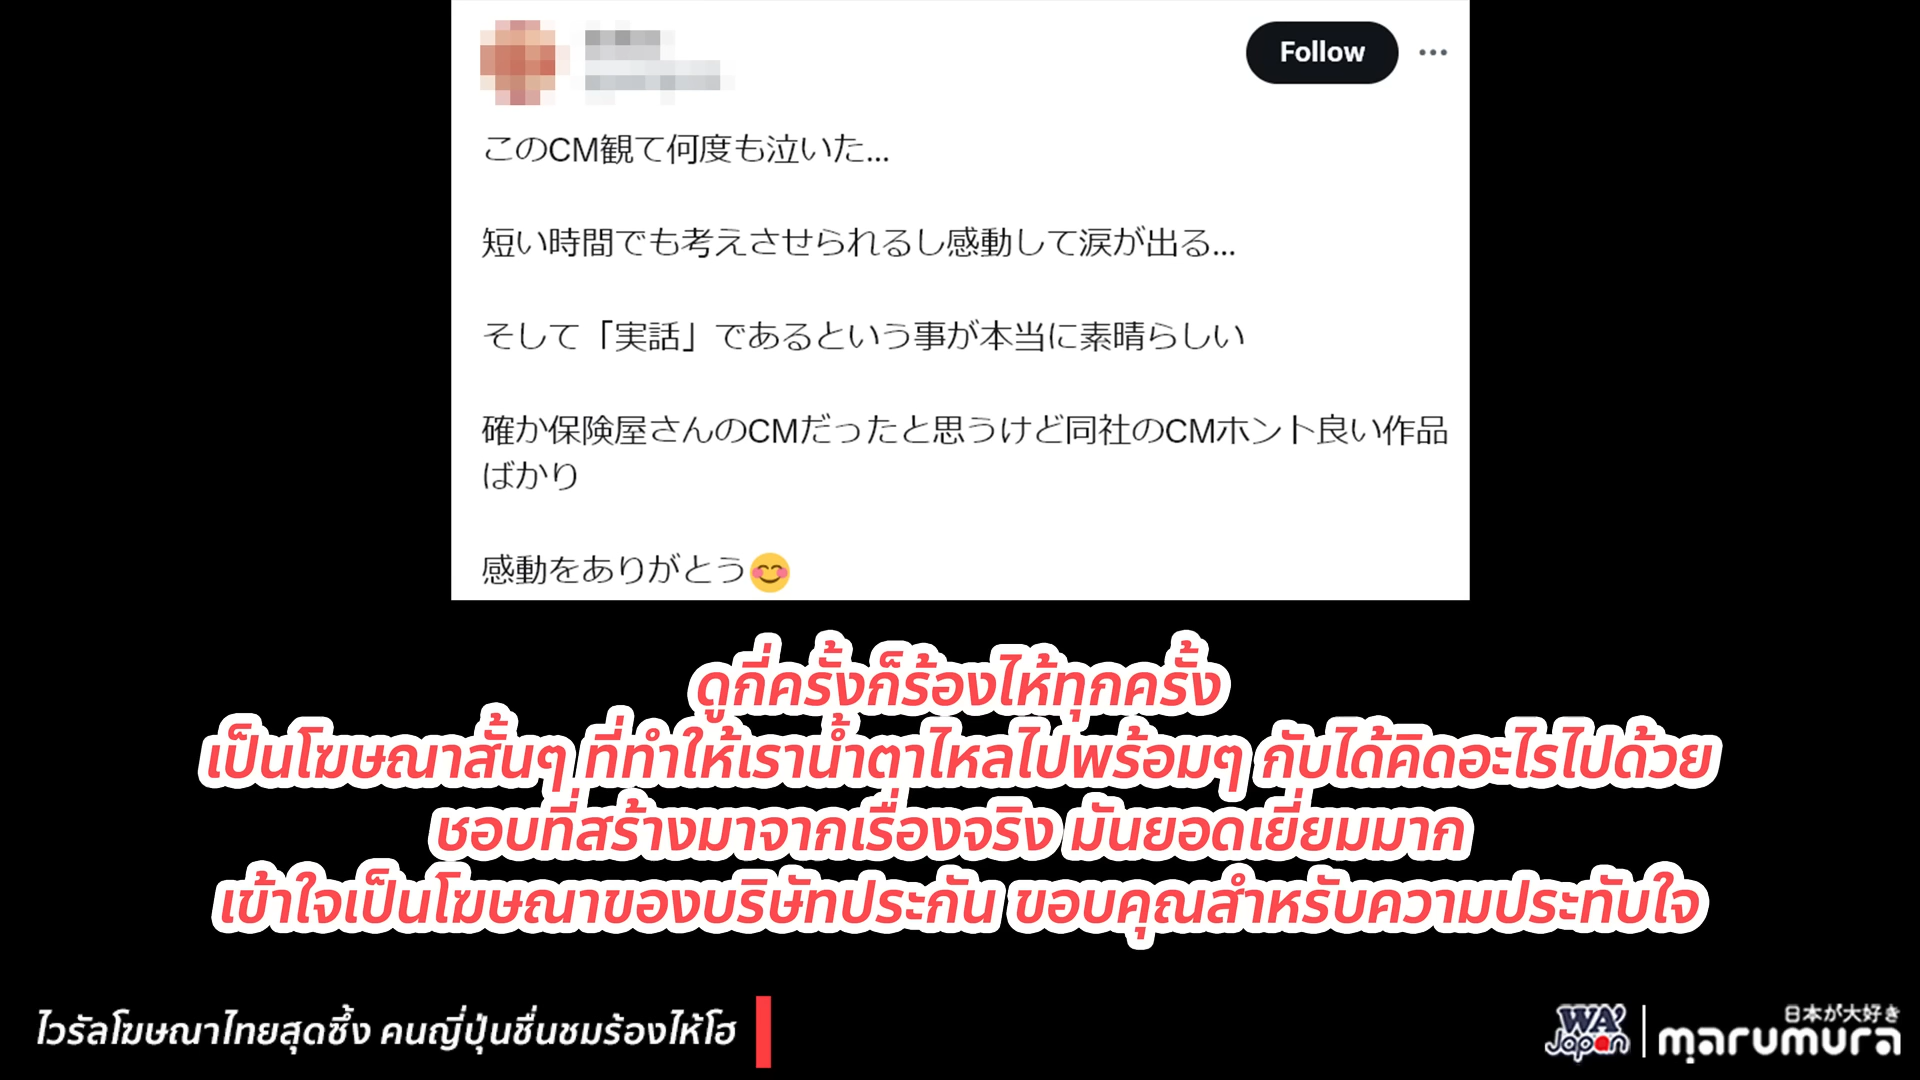 Follow
このCM観て何度も泣いた...
短い時間でも考えさせられるし感動して涙が出る...
そして「実話」であるという事が本当に素晴らしい
確か保険屋さんのCMだったと思うけど同社のCMホント良い作品
ばかり
感動をありがとう😊
ดูกี่ครั้งก็ร้องไห้ทุกครั้ง
เป็นโฆษณาสั้นๆ ที่ทำให้เราน้ำตาไหลไปพร้อมๆ กับได้คิดอะไรไปด้วย
ชอบที่สร้างมาจากเรื่องจริง มันยอดเยี่ยมมาก
เข้าใจเป็นโฆษณาของบริษัทประกัน ขอบคุณสำหรับความประทับใจ
ไวรัลโฆษณาไทยสุดซึ้ง คนญี่ปุ่นชื่นชมร้องไห้โฮ
WA Japan
日本が大好き
marumura